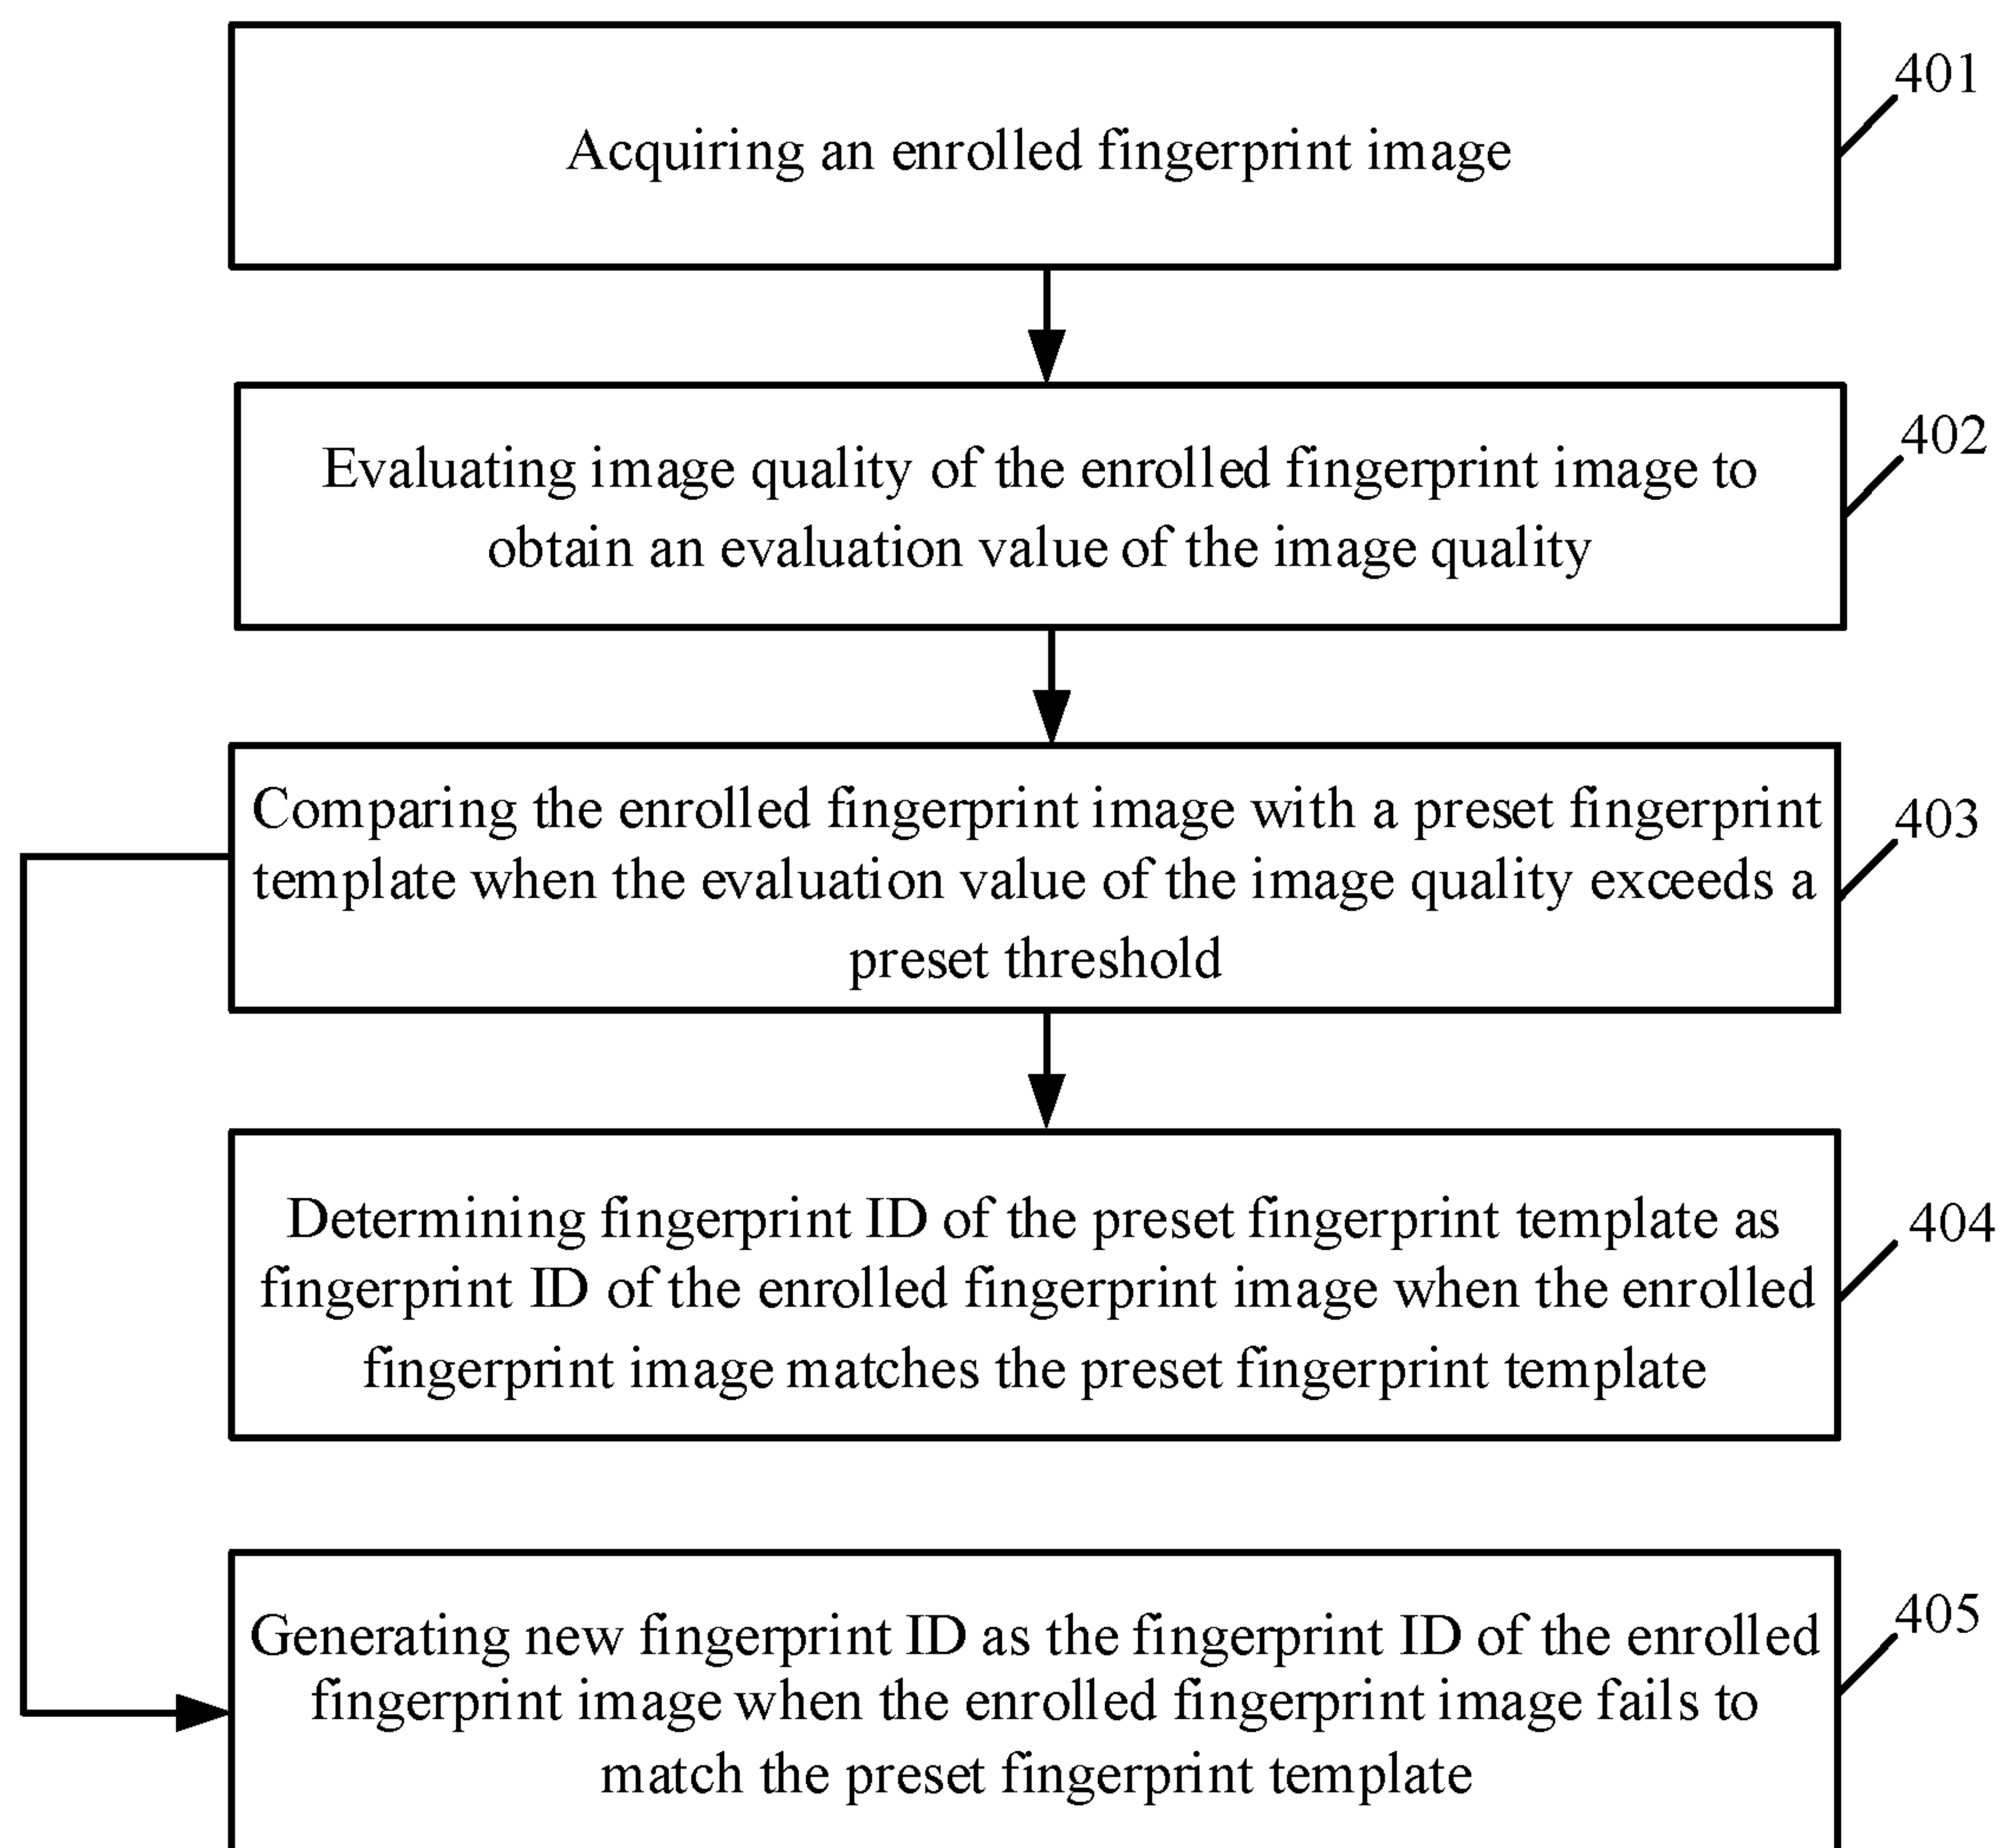 Acquiring an enrolled fingerprint image
401
Evaluating image quality of the enrolled fingerprint image to
obtain an evaluation value of the image quality
402
Comparing the enrolled fingerprint image with a preset fingerprint
template when the evaluation value of the image quality exceeds a
preset threshold
403
Determining fingerprint ID of the preset fingerprint template as
fingerprint ID of the enrolled fingerprint image when the enrolled
fingerprint image matches the preset fingerprint template
404
Generating new fingerprint ID as the fingerprint ID of the enrolled
fingerprint image when the enrolled fingerprint image fails to
match the preset fingerprint template
405